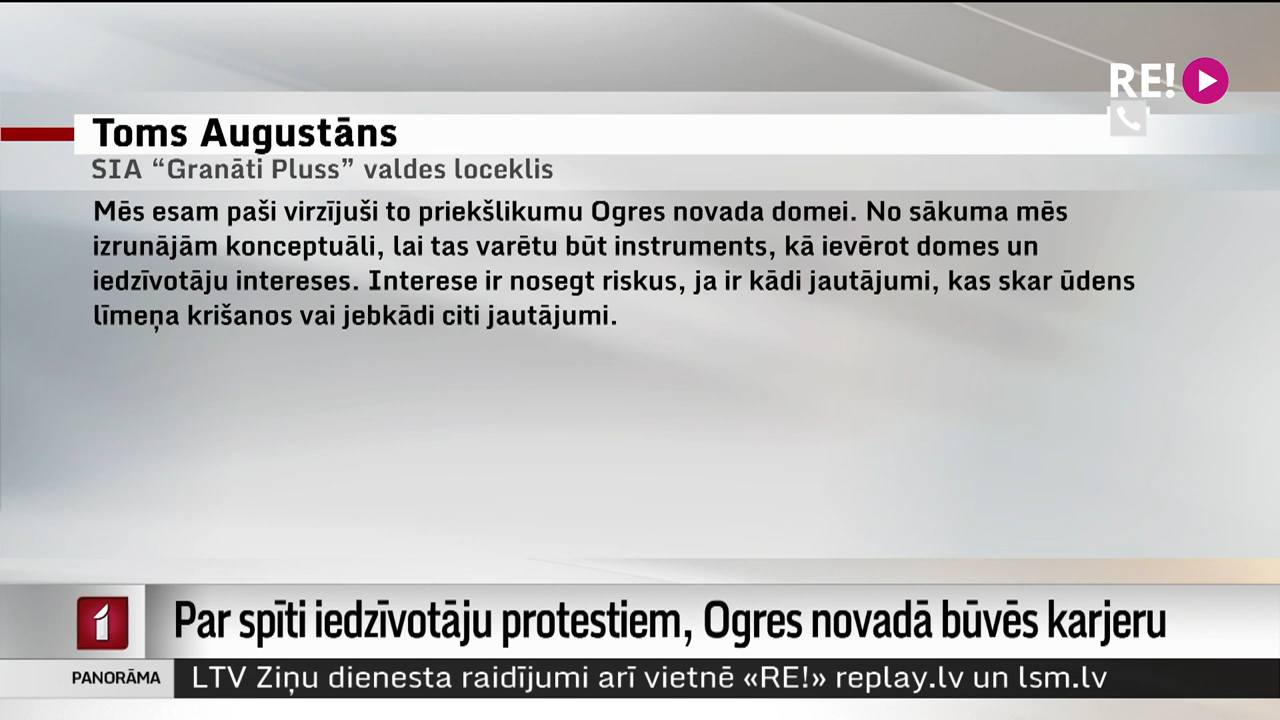 RE!
Toms Augustāns
SIA “Granāti Pluss” valdes loceklis
Mēs esam paši virzījuši to priekšlikumu Ogres novada domei. No sākuma mēs
izrunājām konceptuāli, lai tas varētu būt instruments, kā ievērot domes un
iedzīvotāju intereses. Interese ir nosegt riskus, ja ir kādi jautājumi, kas skar ūdens
līmeņa krišanos vai jebkādi citi jautājumi.
1
Par spīti iedzīvotāju protestiem, Ogres novadā būvēs karjeru
PANORĀMA
LTV Ziņu dienesta raidījumi arī vietnē «RE!» replay.lv un lsm.lv